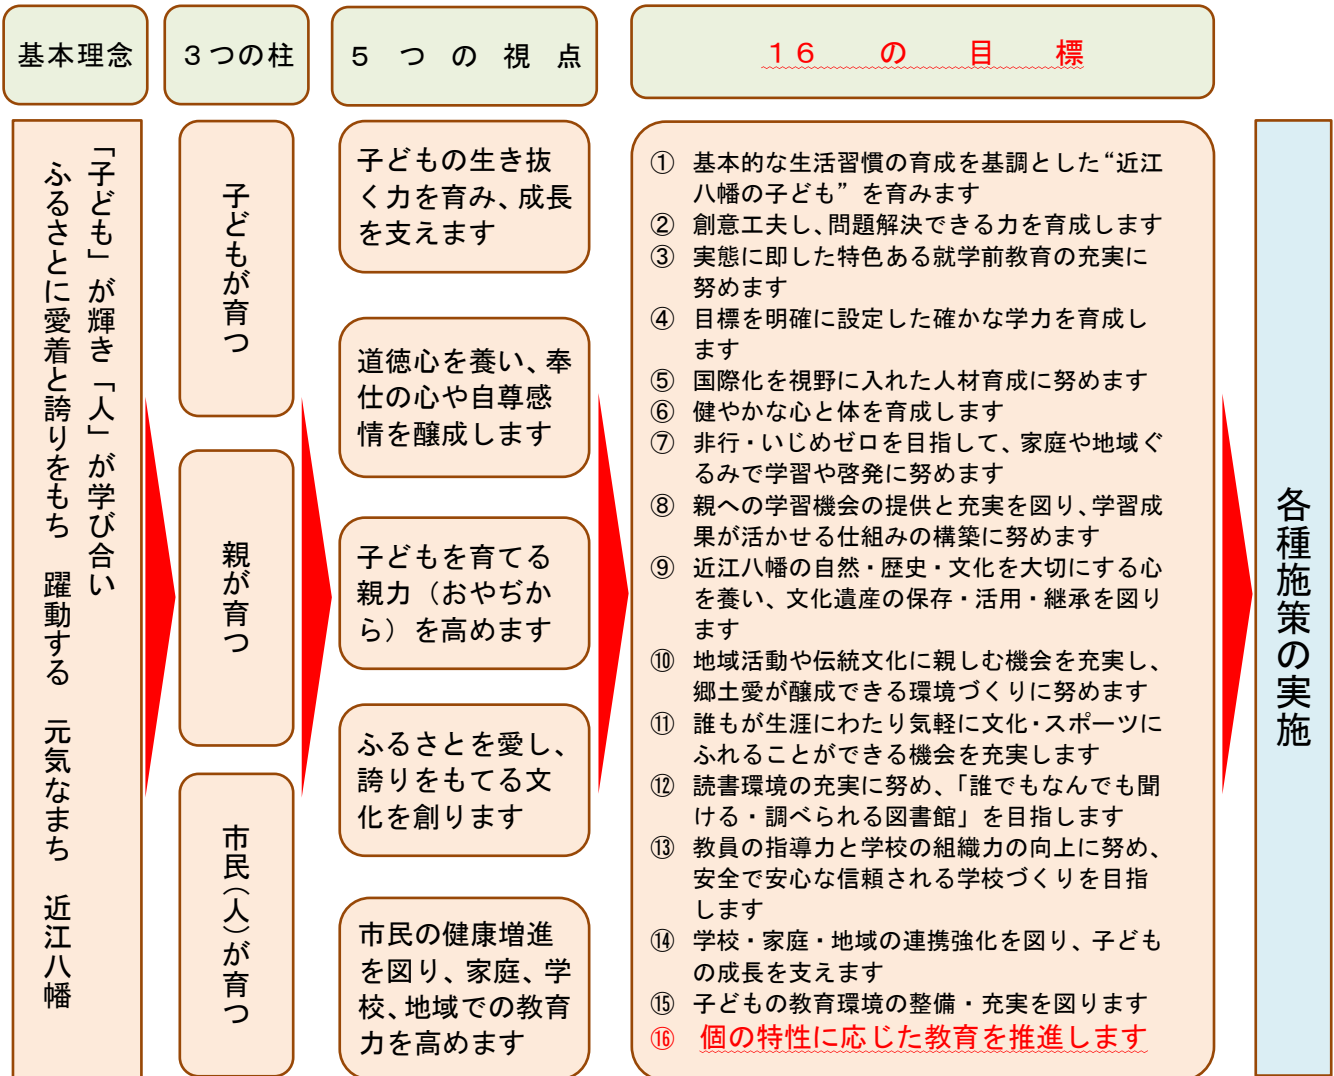 基本理念
３つの柱
５つの視点
１６の目標
「子ども」が輝き「人」が学び合い
ふるさとに愛着と誇りをもち　躍動する　元気なまち　近江八幡
子どもが育つ
親が育つ
市民（人）が育つ
子どもの生き抜
く力を育み、成長
を支えます
道徳心を養い、奉
仕の心や自尊感
情を醸成します
子どもを育てる
親力（おやぢか
ら）を高めます
ふるさとを愛し、
誇りをもてる文
化を創ります
市民の健康増進
を図り、家庭、学
校、地域での教育
力を高めます
① 基本的な生活習慣の育成を基調とした“近江
八幡の子ども”を育みます
② 創意工夫し、問題解決できる力を育成します
③ 実態に即した特色ある就学前教育の充実に
努めます
④ 目標を明確に設定した確かな学力を育成し
ます
⑤ 国際化を視野に入れた人材育成に努めます
⑥ 健やかな心と体を育成します
⑦ 非行・いじめゼロを目指して、家庭や地域ぐ
るみで学習や啓発に努めます
⑧ 親への学習機会の提供と充実を図り、学習成
果が活かせる仕組みの構築に努めます
⑨ 近江八幡の自然・歴史・文化を大切にする心
を養い、文化遺産の保存・活用・継承を図り
ます
⑩ 地域活動や伝統文化に親しむ機会を充実し、
郷土愛が醸成できる環境づくりに努めます
⑪ 誰もが生涯にわたり気軽に文化・スポーツに
ふれることができる機会を充実します
⑫ 読書環境の充実に努め、「誰でもなんでも聞
ける・調べられる図書館」を目指します
⑬ 教員の指導力と学校の組織力の向上に努め、
安全で安心な信頼される学校づくりを目指
します
⑭ 学校・家庭・地域の連携強化を図り、子ども
の成長を支えます
⑮ 子どもの教育環境の整備・充実を図ります
⑯ 個の特性に応じた教育を推進します
各種施策の実施